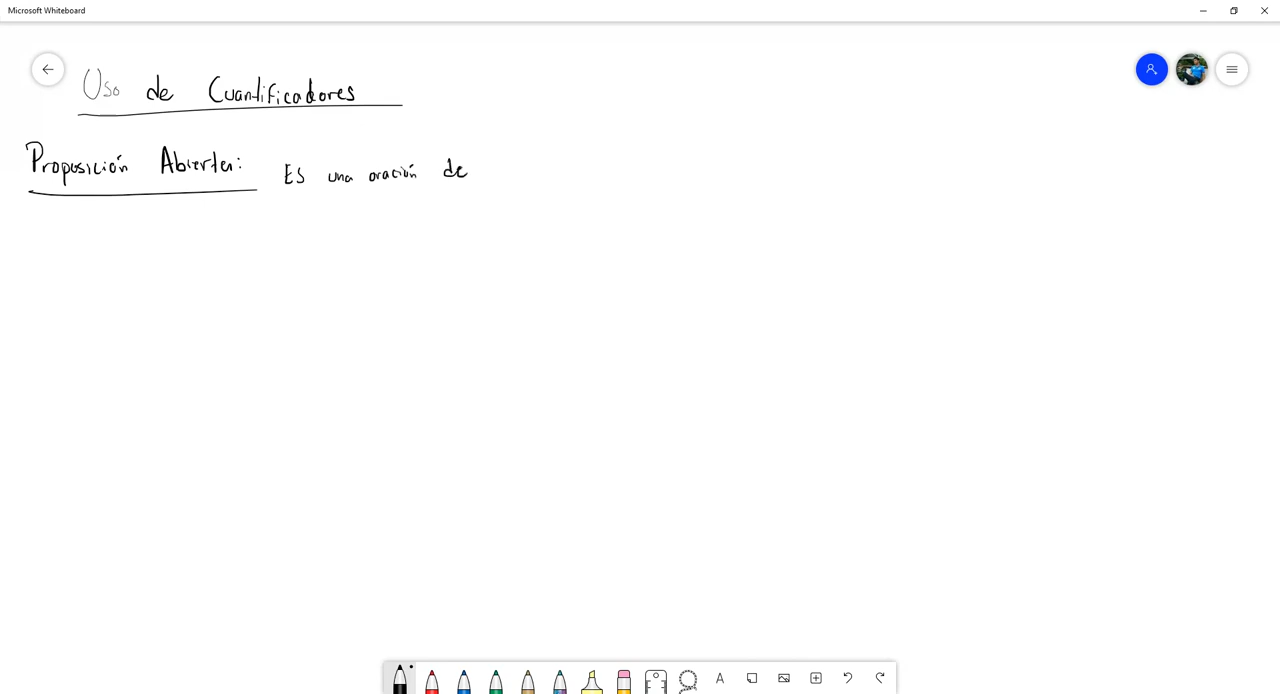 Microsoft Whiteboard
Uso de Cuantificadores
Proposición Abierta: Es una oración de